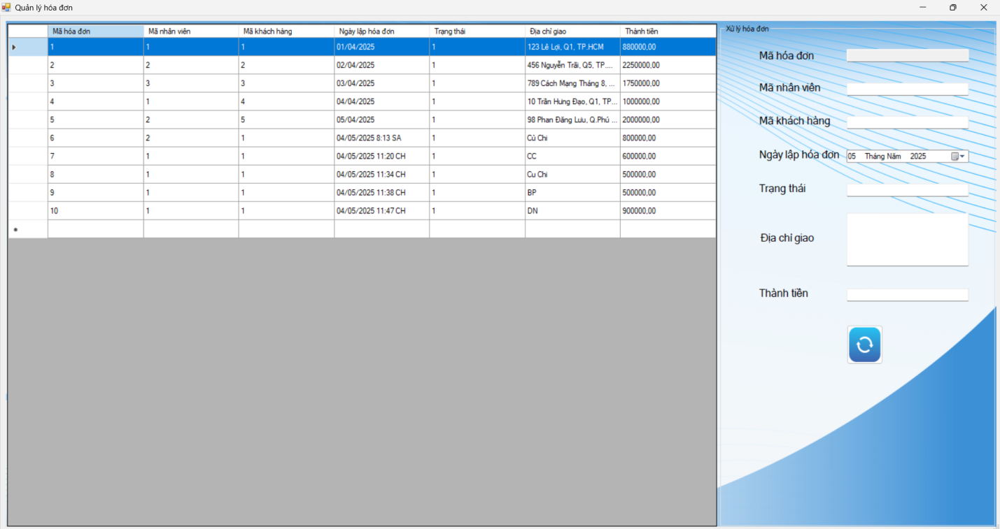 Quản lý hóa đơn
Mã hóa đơn Mã nhân viên Mã khách hàng Ngày lập hóa đơn Trạng thái Địa chỉ giao Thành tiền
1 1 1 01/04/2025 1 123 Lê Lợi, Q1, TP.HCM 880000,00
2 2 2 02/04/2025 1 456 Nguyễn Trãi, Q5, TP.... 2250000,00
3 3 3 03/04/2025 1 789 Cách Mạng Tháng 8, ... 1750000,00
4 1 4 04/04/2025 1 10 Trần Hưng Đạo, Q1, TP... 1000000,00
5 2 5 05/04/2025 1 98 Phan Đăng Lưu, Q.Phú ... 2000000,00
6 2 1 04/05/2025 8:13 SA 1 Củ Chi 800000,00
7 1 1 04/05/2025 11:20 CH 1 CC 600000,00
8 1 1 04/05/2025 11:34 CH 1 Cu Chi 500000,00
9 1 1 04/05/2025 11:38 CH 1 BP 500000,00
10 1 1 04/05/2025 11:47 CH 1 DN 900000,00
Xử lý hóa đơn
Mã hóa đơn
Mã nhân viên
Mã khách hàng
Ngày lập hóa đơn 05 Tháng Năm 2025
Trạng thái
Địa chỉ giao
Thành tiền